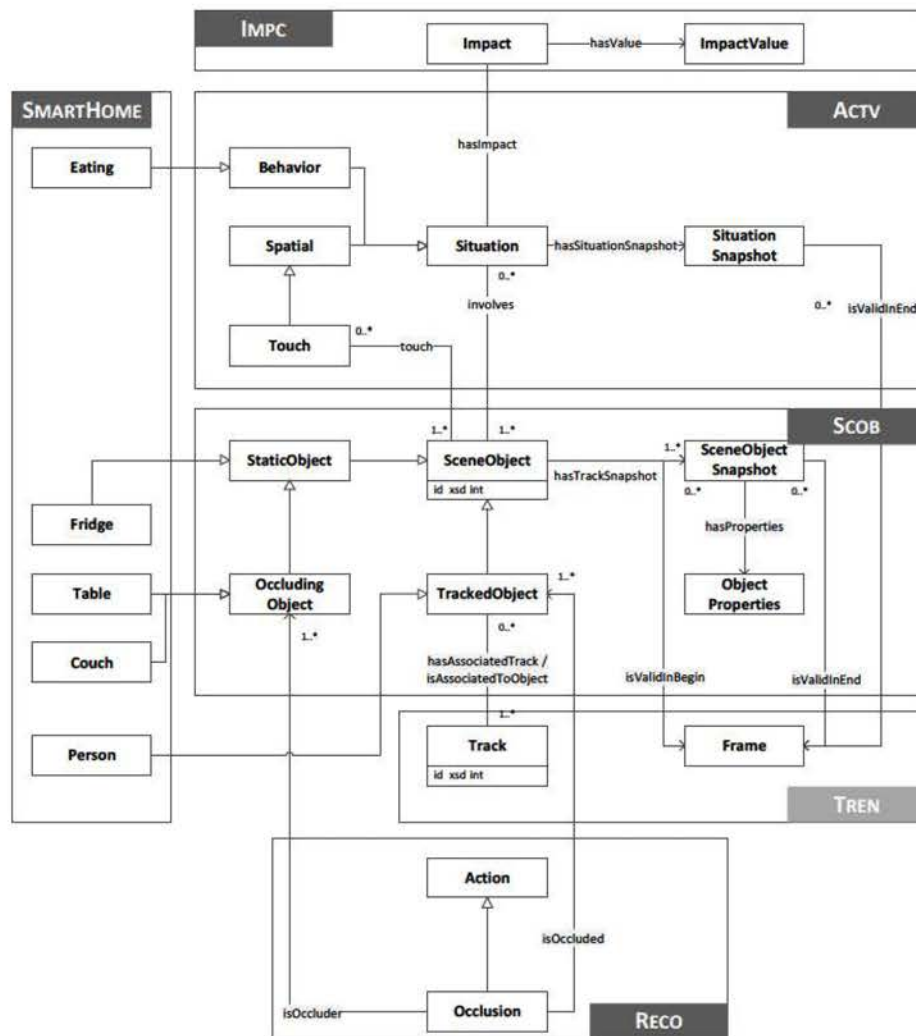 IMPC
Impact
hasValue
ImpactValue
SMARTHOME
ACTV
hasImpact
Eating
Behavior
Spatial
Situation
hasSituationSnapshot
Situation
Snapshot
0..*
involves
0..*
isValidInEnd
Touch
0..*
touch
SCOB
1..*
1..*
StaticObject
SceneObject
id xsd int
hasTrackSnapshot
1..*
SceneObject
Snapshot
0..*
0..*
Fridge
hasProperties
Table
Occluding
Object
TrackedObject
1..*
Object
Properties
1..*
0..*
Couch
hasAssociatedTrack /
isAssociatedToObject
isValidInBegin
isValidInEnd
1..*
Person
Track
id xsd int
Frame
TREN
Action
isOccluded
isOccluder
Occlusion
RECO